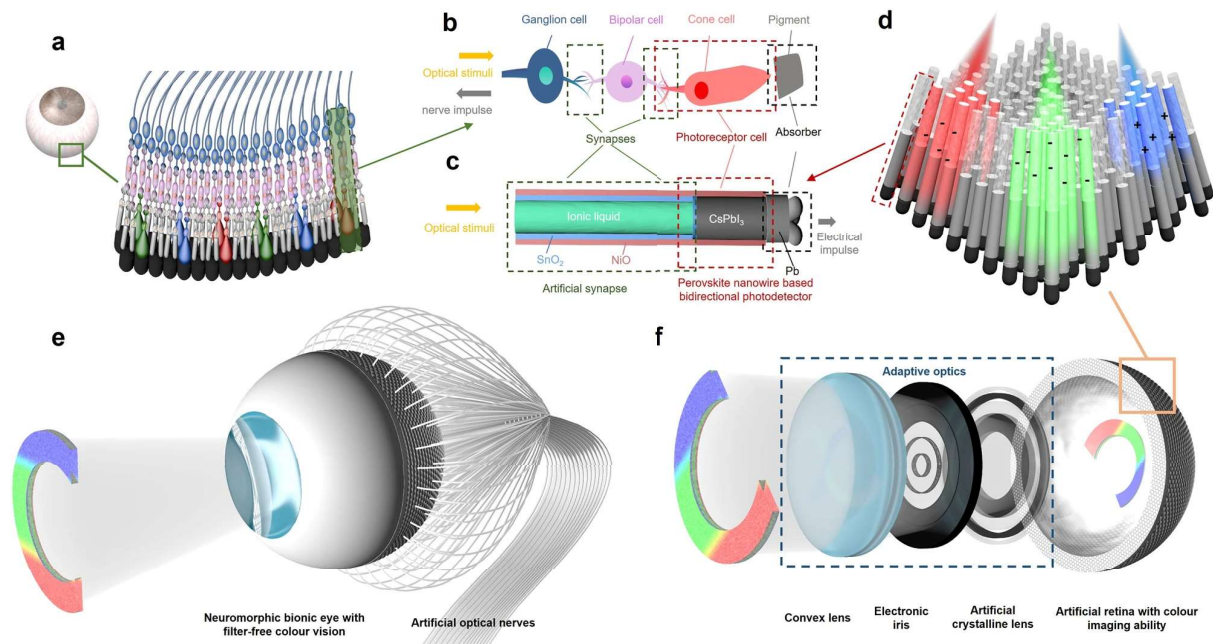 a
b
Ganglion cell
Bipolar cell
Cone cell
Pigment
Optical stimuli
nerve impulse
Synapses
Photoreceptor cell
Absorber
c
Optical stimuli
Ionic liquid
CsPbI₃
SnO₂
NiO
Pb
Electrical
impulse
Artificial synapse
Perovskite nanowire based
bidirectional photodetector
d
- - - - - - - - - -
+ + + + + +
e
Neuromorphic bionic eye with
filter-free colour vision
Artificial optical nerves
f
Adaptive optics
Convex lens
Electronic
iris
Artificial
crystalline lens
Artificial retina with colour
imaging ability